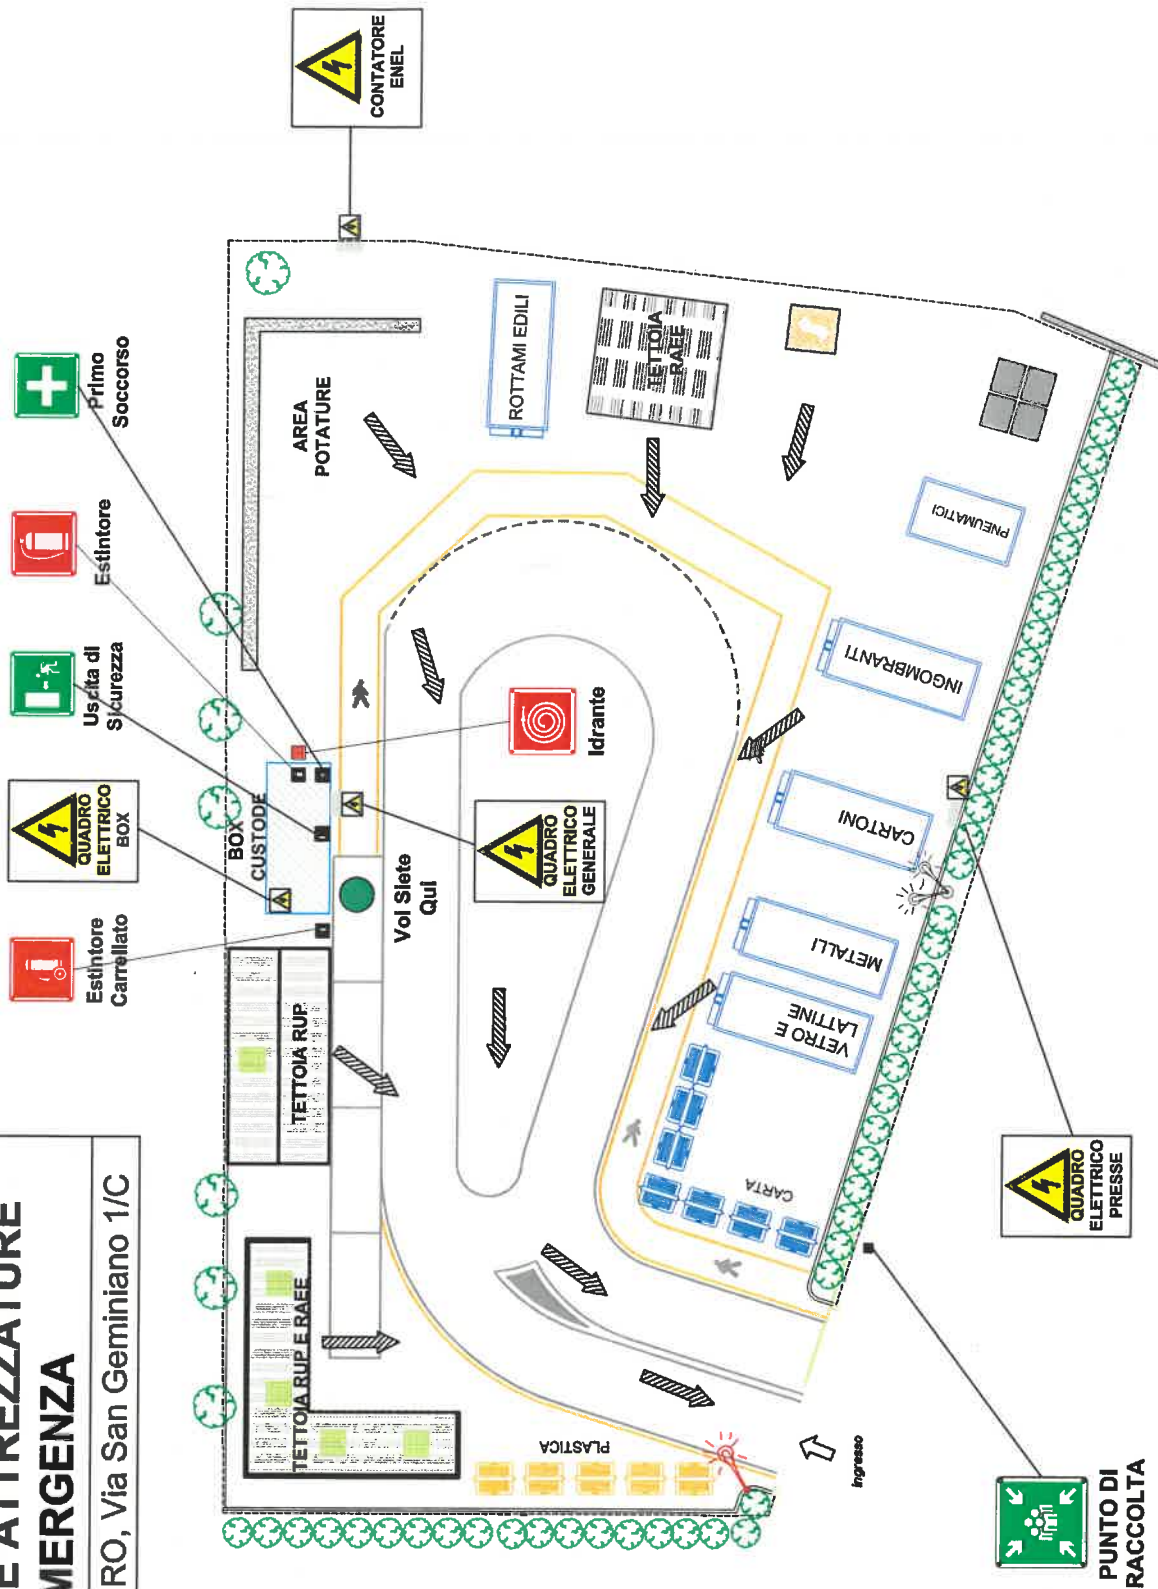 E ATTREZZATURE
MERGENZA
RO, Via San Geminiano 1/C
Estintore
Carrellato
QUADRO
ELETTRICO
BOX
Uscita di
Sicurezza
Estintore
Primo
Soccorso
CONTATORE
ENEL
TETTOIA RUP E RAEE
TETTOIA RUP
BOX
CUSTODE
AREA
POTATURE
Voi Siete
Qui
QUADRO
ELETTRICO
GENERALE
Idrante
ROTTAMI EDILI
TETTOIA
RAEE
PLASTICA
CARTA
VETRO E
LATTINE
METALLI
CARTONI
INGOMBRANTI
PNEUMATICI
Ingresso
PUNTO DI
RACCOLTA
QUADRO
ELETTRICO
PRESSE